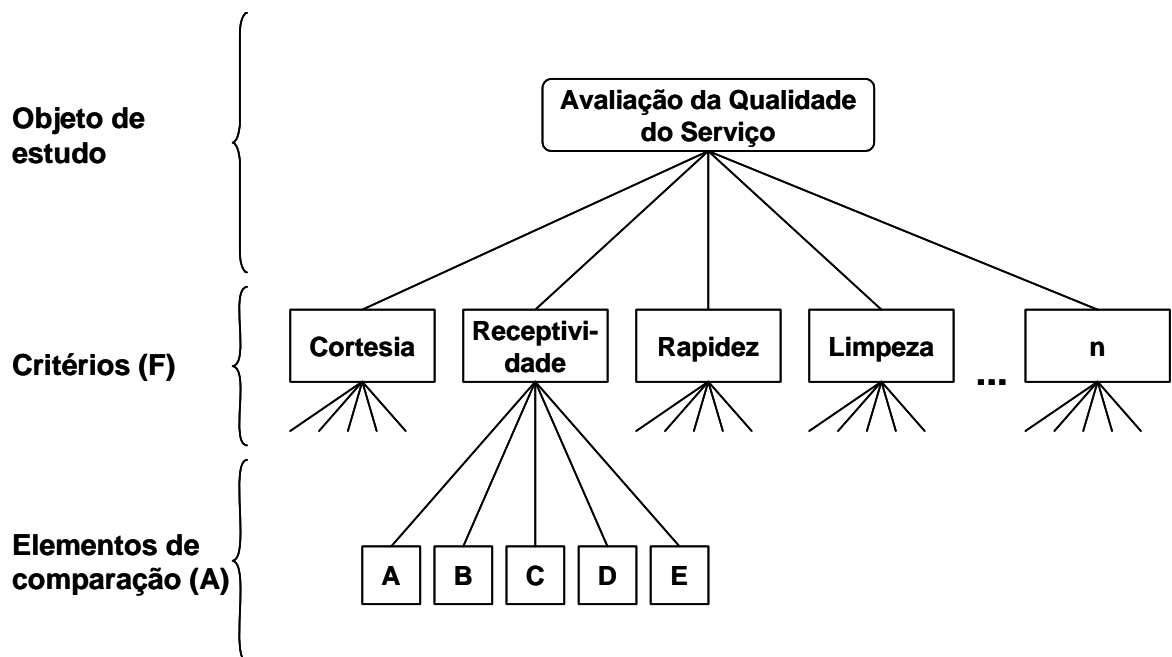 Objeto de
estudo
Avaliação da Qualidade
do Serviço
Critérios (F)
Cortesia
Receptivi-
dade
Rapidez
Limpeza
...
n
Elementos de
comparação (A)
A
B
C
D
E